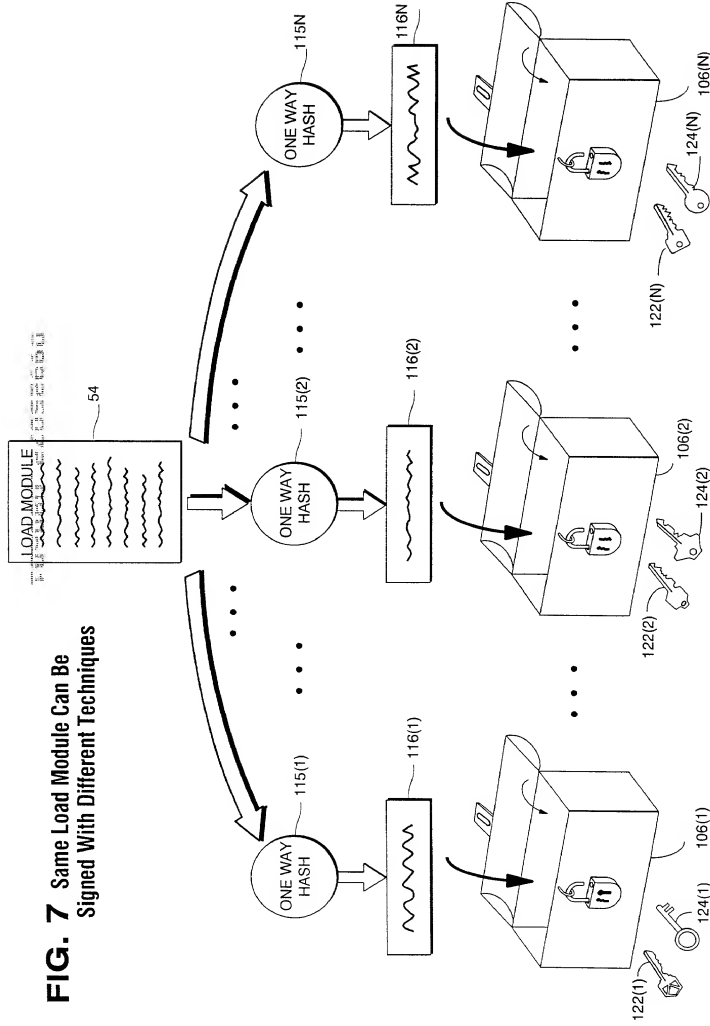 FIG. 7 Same Load Module Can Be
Signed With Different Techniques
LOAD MODULE
54
ONE WAY
HASH
115(1)
ONE WAY
HASH
115(2)
ONE WAY
HASH
115N
116(1)
116(2)
116N
106(1)
106(2)
106(N)
122(1)
124(1)
122(2)
124(2)
122(N)
124(N)